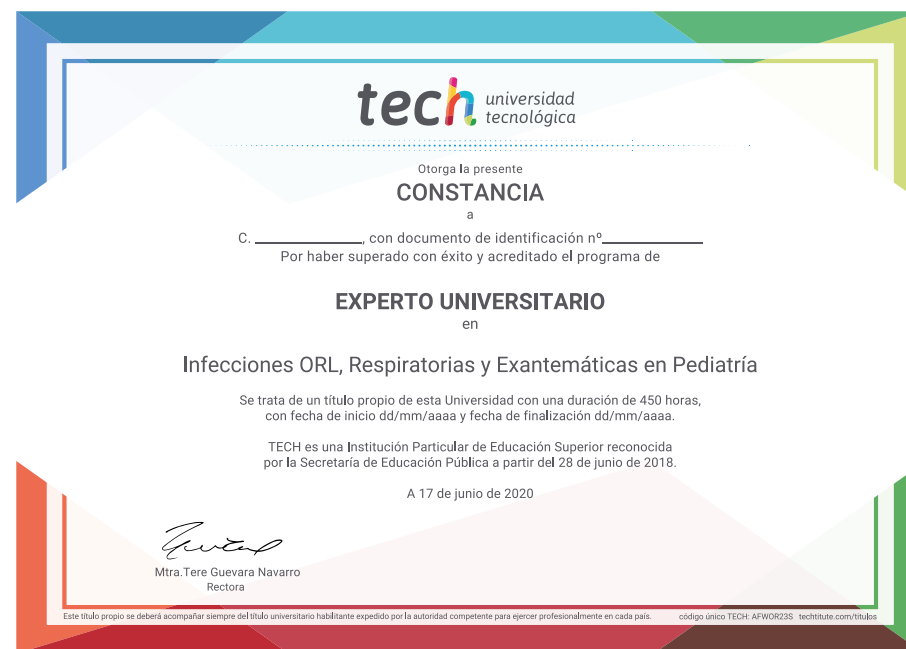 tech universidad
tecnológica
Otorga la presente
CONSTANCIA
a
C. ______________, con documento de identificación nº_____________
Por haber superado con éxito y acreditado el programa de
EXPERTO UNIVERSITARIO
en
Infecciones ORL, Respiratorias y Exantemáticas en Pediatría
Se trata de un título propio de esta Universidad con una duración de 450 horas,
con fecha de inicio dd/mm/aaaa y fecha de finalización dd/mm/aaaa.
TECH es una Institución Particular de Educación Superior reconocida
por la Secretaría de Educación Pública a partir del 28 de junio de 2018.
A 17 de junio de 2020
Mtra.Tere Guevara Navarro
Rectora
Este título propio se deberá acompañar siempre del título universitario habilitante expedido por la autoridad competente para ejercer profesionalmente en cada país. código único TECH: AFWOR23S techtitute.com/titulos